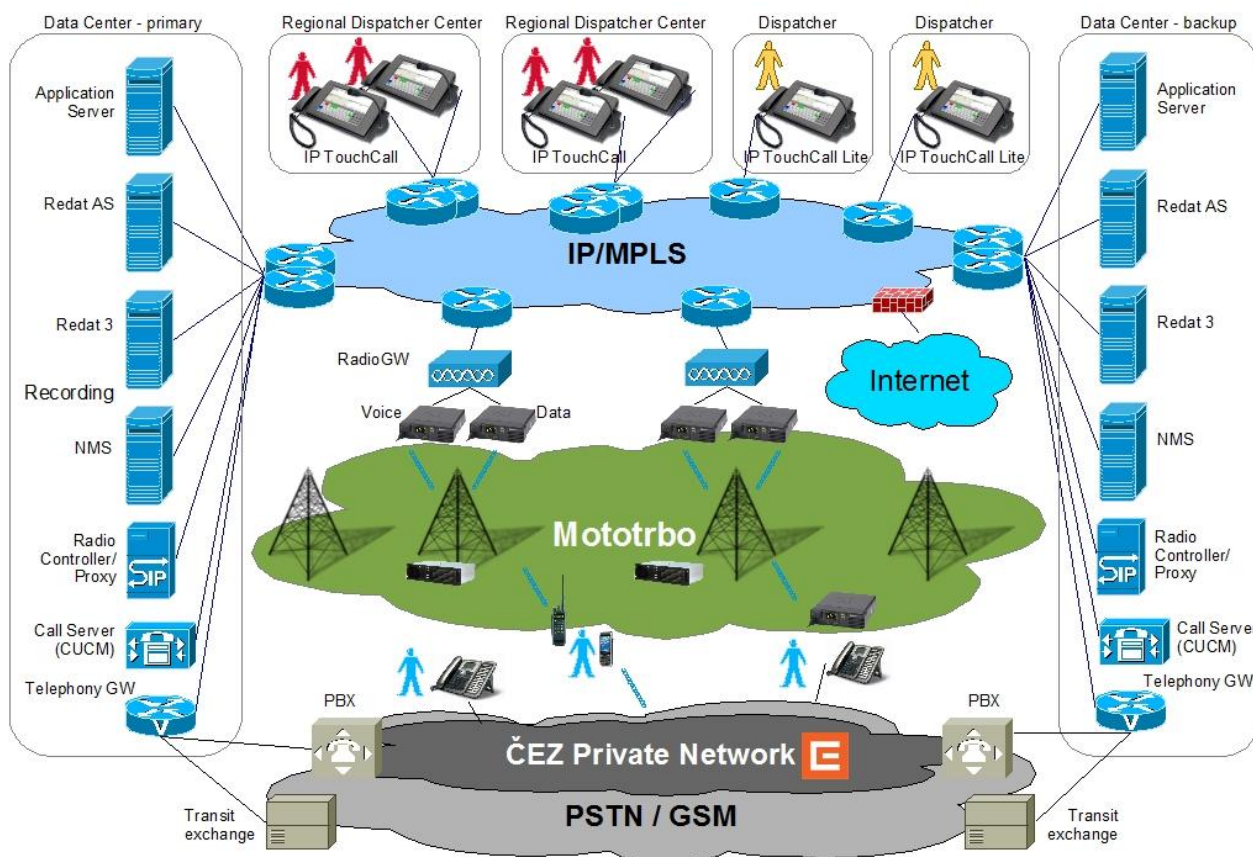 Data Center - primary
Regional Dispatcher Center
Regional Dispatcher Center
Dispatcher
Dispatcher
Data Center - backup
Application
Server
IP TouchCall
IP TouchCall
IP TouchCall Lite
IP TouchCall Lite
Application
Server
Redat AS
Redat AS
IP/MPLS
Redat 3
Redat 3
RadioGW
Internet
Recording
Voice
Data
NMS
NMS
Mototrbo
Radio
Controller/
Proxy
SIP
Radio
Controller/
Proxy
SIP
Call Server
(CUCM)
Call Server
(CUCM)
Telephony GW
V
Telephony GW
V
PBX
PBX
ČEZ Private Network
PSTN / GSM
Transit
exchange
Transit
exchange